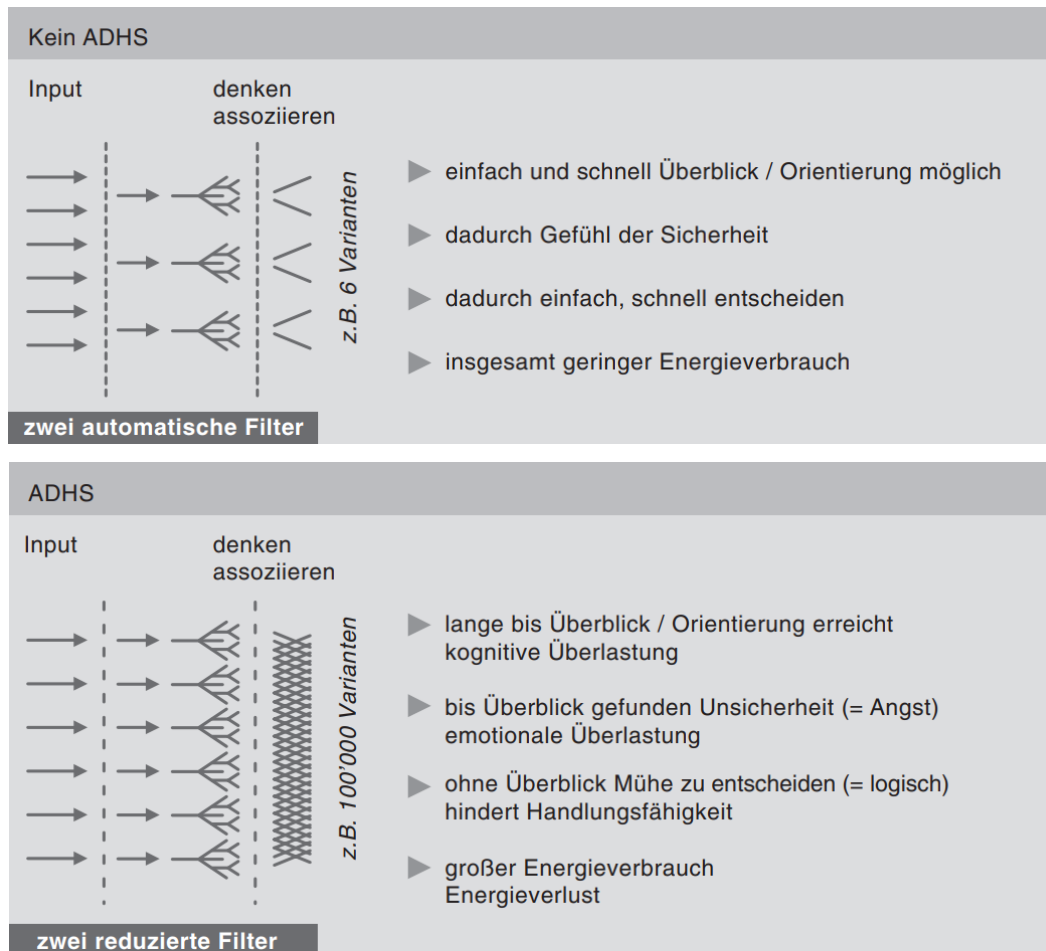 Kein ADHS
Input
denken
assoziieren
z.B. 6 Varianten
einfach und schnell Überblick / Orientierung möglich
dadurch Gefühl der Sicherheit
dadurch einfach, schnell entscheiden
insgesamt geringer Energieverbrauch
zwei automatische Filter
ADHS
Input
denken
assoziieren
z.B. 100'000 Varianten
lange bis Überblick / Orientierung erreicht
kognitive Überlastung
bis Überblick gefunden Unsicherheit (= Angst)
emotionale Überlastung
ohne Überblick Mühe zu entscheiden (= logisch)
hindert Handlungsfähigkeit
großer Energieverbrauch
Energieverlust
zwei reduzierte Filter